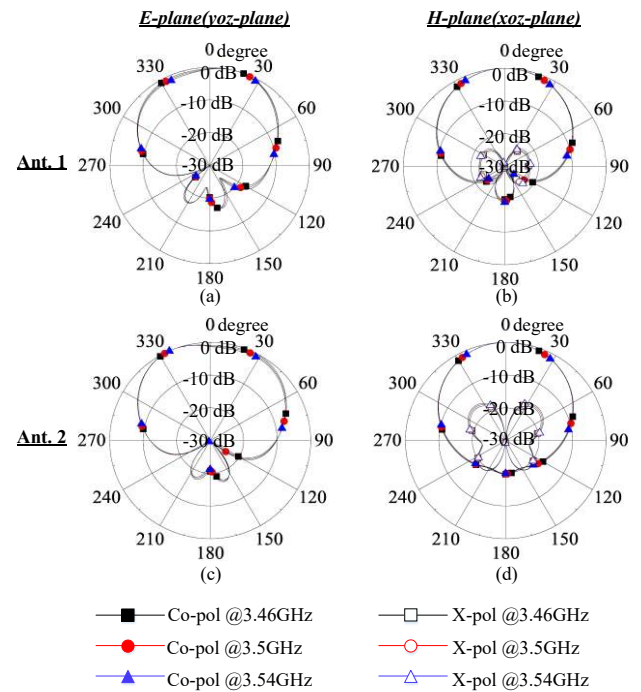 E-plane(yoz-plane)
H-plane(xoz-plane)
Ant. 1
0 degree
330
30
0 dB
300
60
-10 dB
-20 dB
270
-30 dB
90
240
120
210
150
180
(a)
0 degree
330
30
0 dB
300
60
-10 dB
-20 dB
270
-30 dB
90
240
120
210
150
180
(b)
Ant. 2
0 degree
330
30
0 dB
300
60
-10 dB
-20 dB
270
-30 dB
90
240
120
210
150
180
(c)
0 degree
330
30
0 dB
300
60
-10 dB
-20 dB
270
-30 dB
90
240
120
210
150
180
(d)
Co-pol @3.46GHz
X-pol @3.46GHz
Co-pol @3.5GHz
X-pol @3.5GHz
Co-pol @3.54GHz
X-pol @3.54GHz